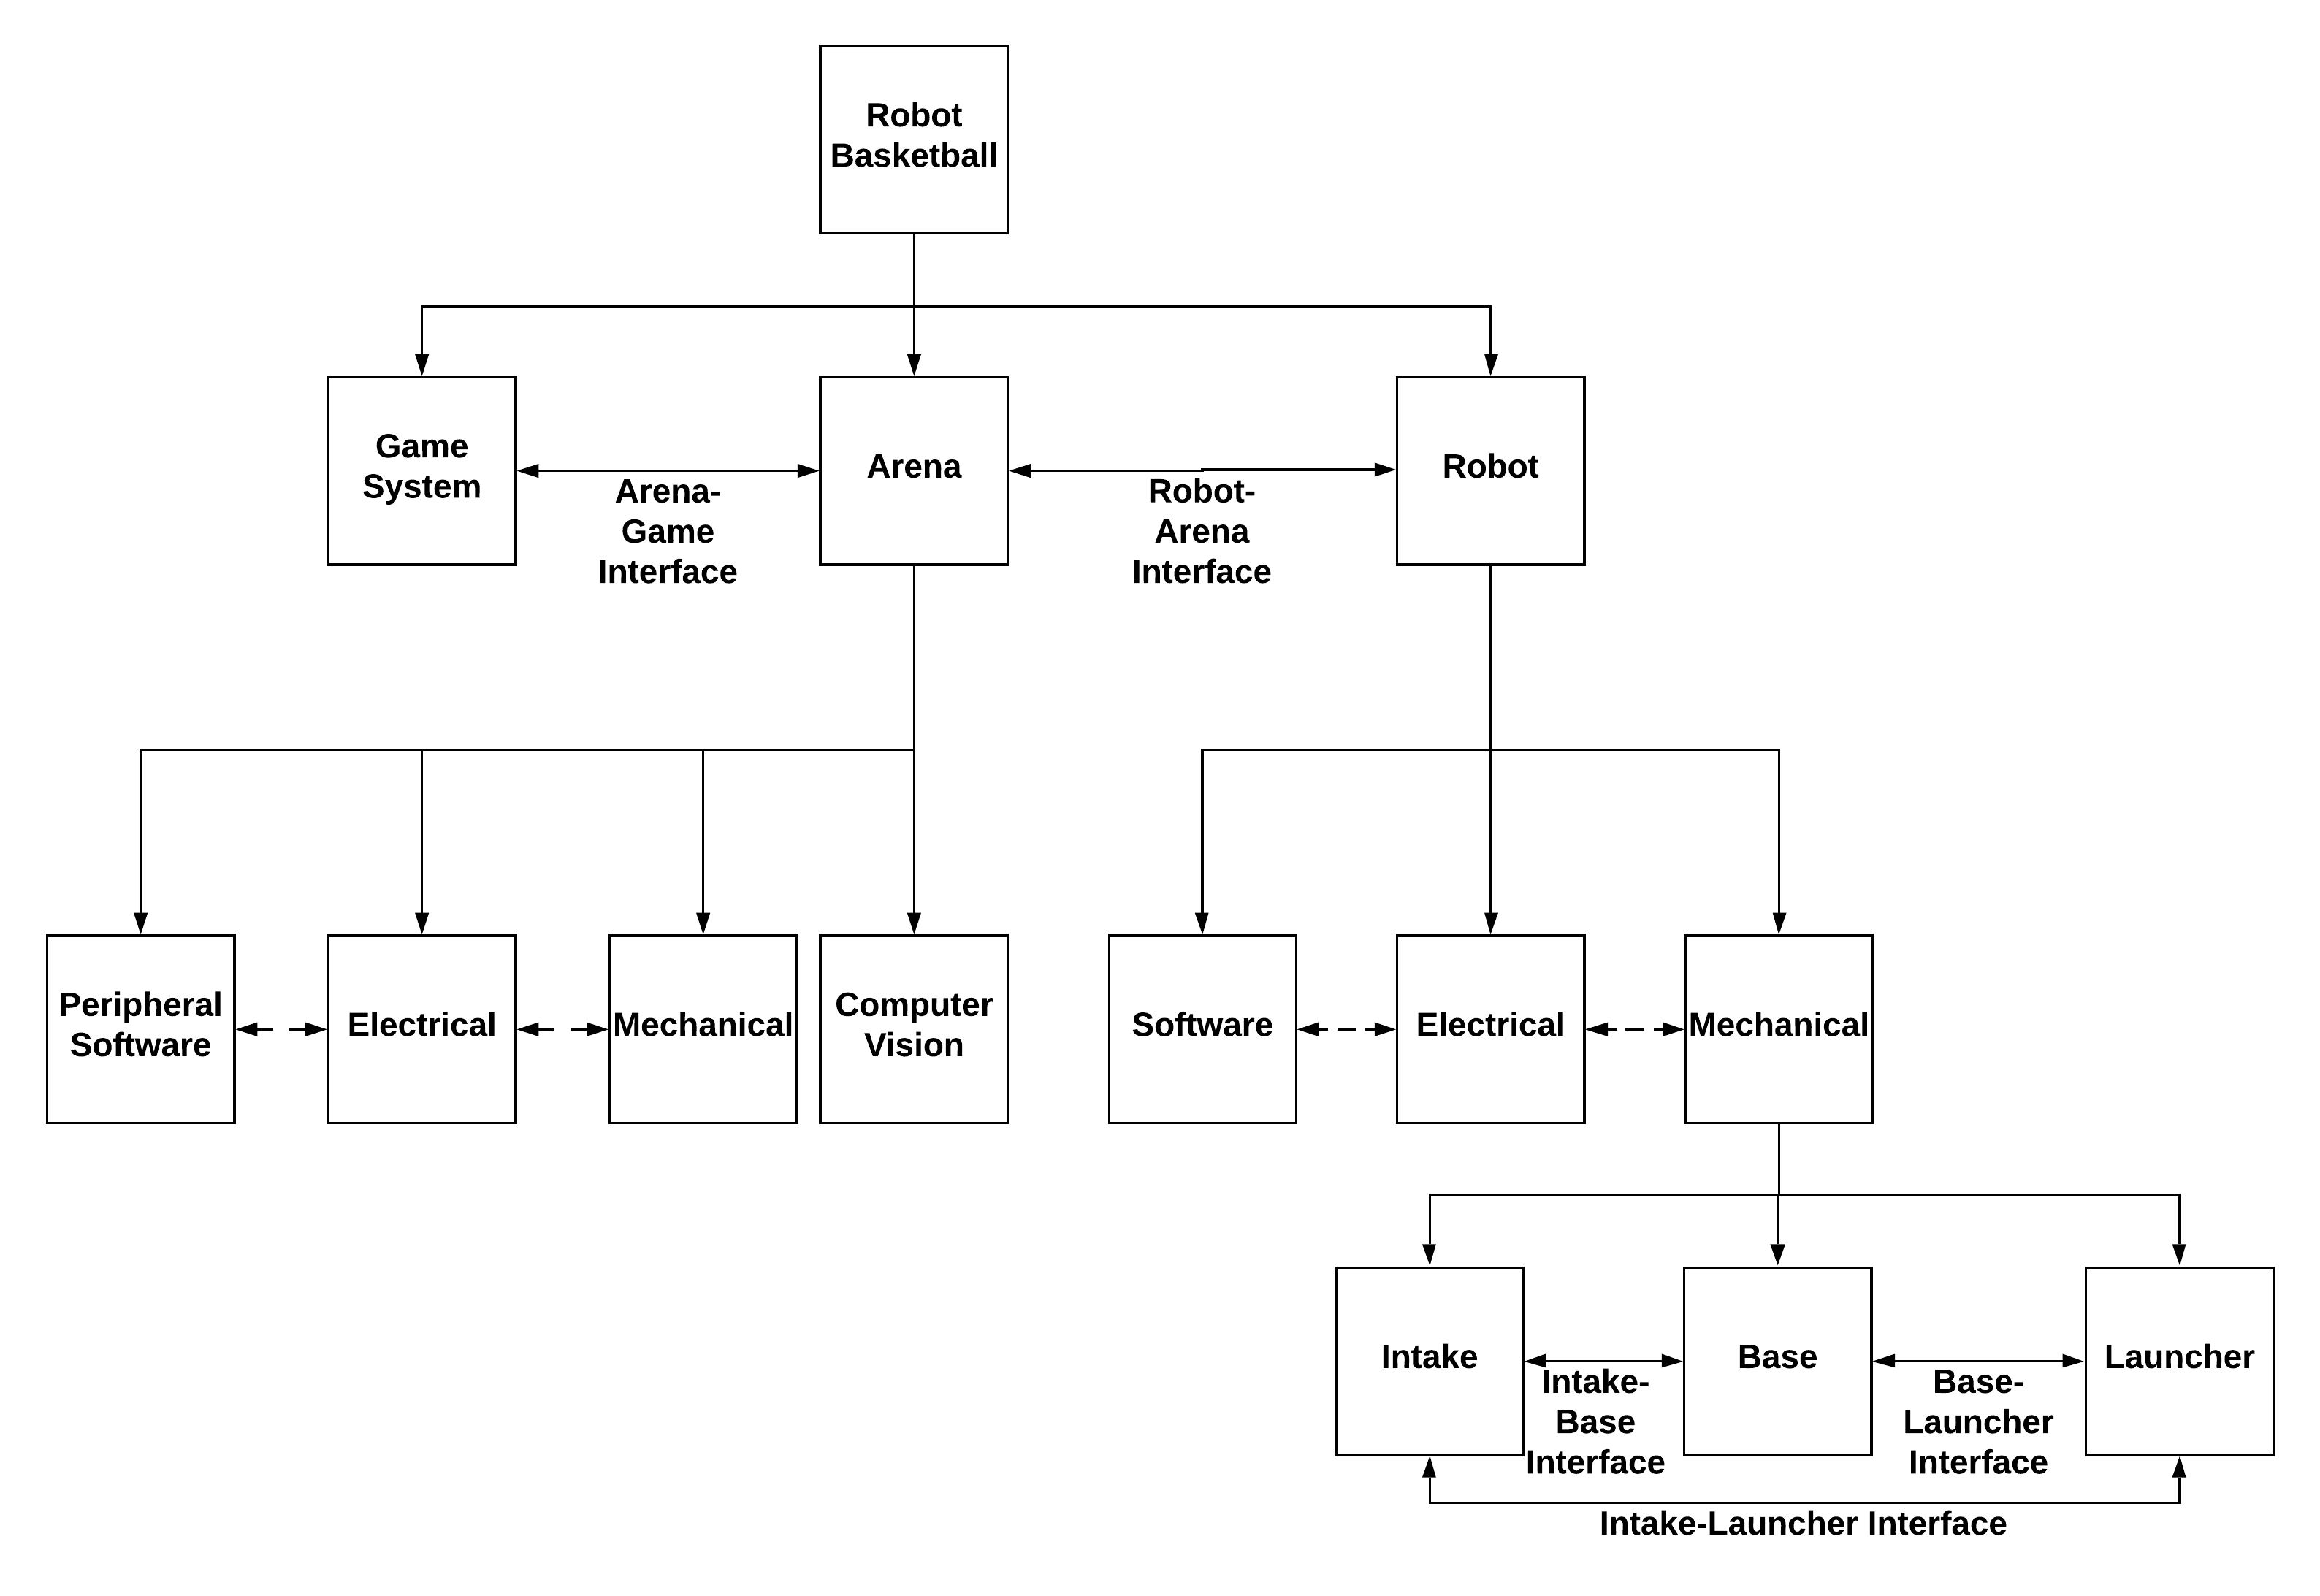 Robot
Basketball
Game
System
Arena
Robot
Arena-
Game
Interface
Robot-
Arena
Interface
Peripheral
Software
Electrical
Mechanical
Computer
Vision
Software
Electrical
Mechanical
Intake
Base
Launcher
Intake-
Base
Interface
Base-
Launcher
Interface
Intake-Launcher Interface